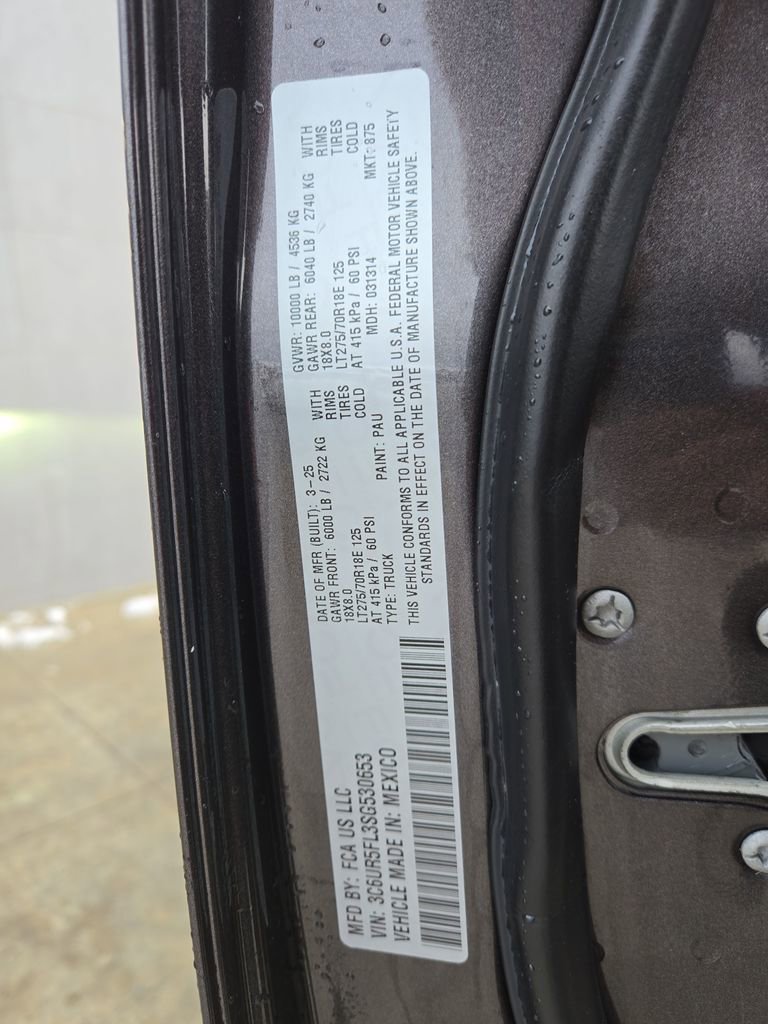 MFD BY: FCA US LLC
VIN: 3C6UR5FL3SG530653
VEHICLE MADE IN: MEXICO
DATE OF MFR (BUILT): 3-25
GVWR: 10000 LB / 4536 KG
GAWR FRONT: 6000 LB / 2722 KG WITH
GAWR REAR: 6040 LB / 2740 KG WITH
18X8.0 RIMS
18X8.0 RIMS
LT275/70R18E 125 TIRES
LT275/70R18E 125 TIRES
AT 415 kPa / 60 PSI COLD
AT 415 kPa / 60 PSI COLD
TYPE: TRUCK PAINT: PAU MDH: 031314 MKT: 875
THIS VEHICLE CONFORMS TO ALL APPLICABLE U.S.A. FEDERAL MOTOR VEHICLE SAFETY
STANDARDS IN EFFECT ON THE DATE OF MANUFACTURE SHOWN ABOVE.